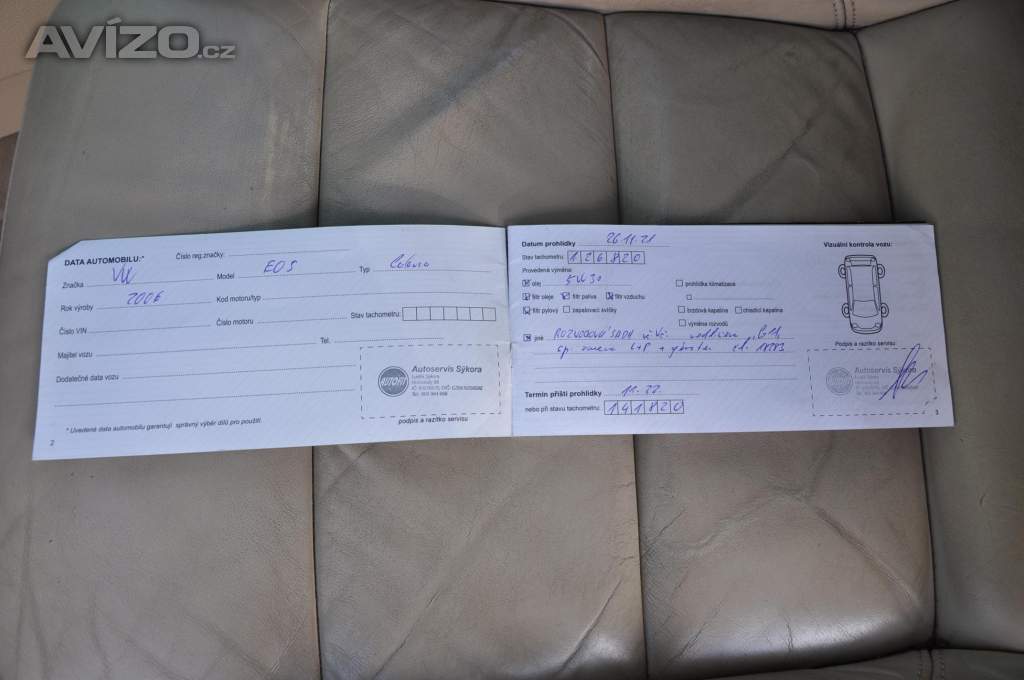 AVÍZO.cz
DATA AUTOMOBILU:*
Číslo reg.značky:
Značka VW Model EOS Typ
Rok výroby 2006 Kod motoru/typ
Číslo VIN Číslo motoru Stav tachometru:
Majitel vozu Tel.
Dodatečné data vozu
AUTOFIT
Autoservis Sýkora
podpis a razítko servisu
* Uvedené data automobilu garantují správný výběr dílů pro použití.
2
Datum prohlídky 26.11.21
Stav tachometru: 126820
Provedená výměna:
olej 5W30
filtr oleje filtr paliva filtr vzduchu
filtr pylový zapalovací svíčky
prohlídka klimatizace
brzdová kapalina chladící kapalina
výměna rozvodů
jiné ROZVODOVÁ SADA
Termín příští prohlídky 11.22
nebo při stavu tachometru: 141820
Vizuální kontrola vozu:
Podpis a razítko servisu
3